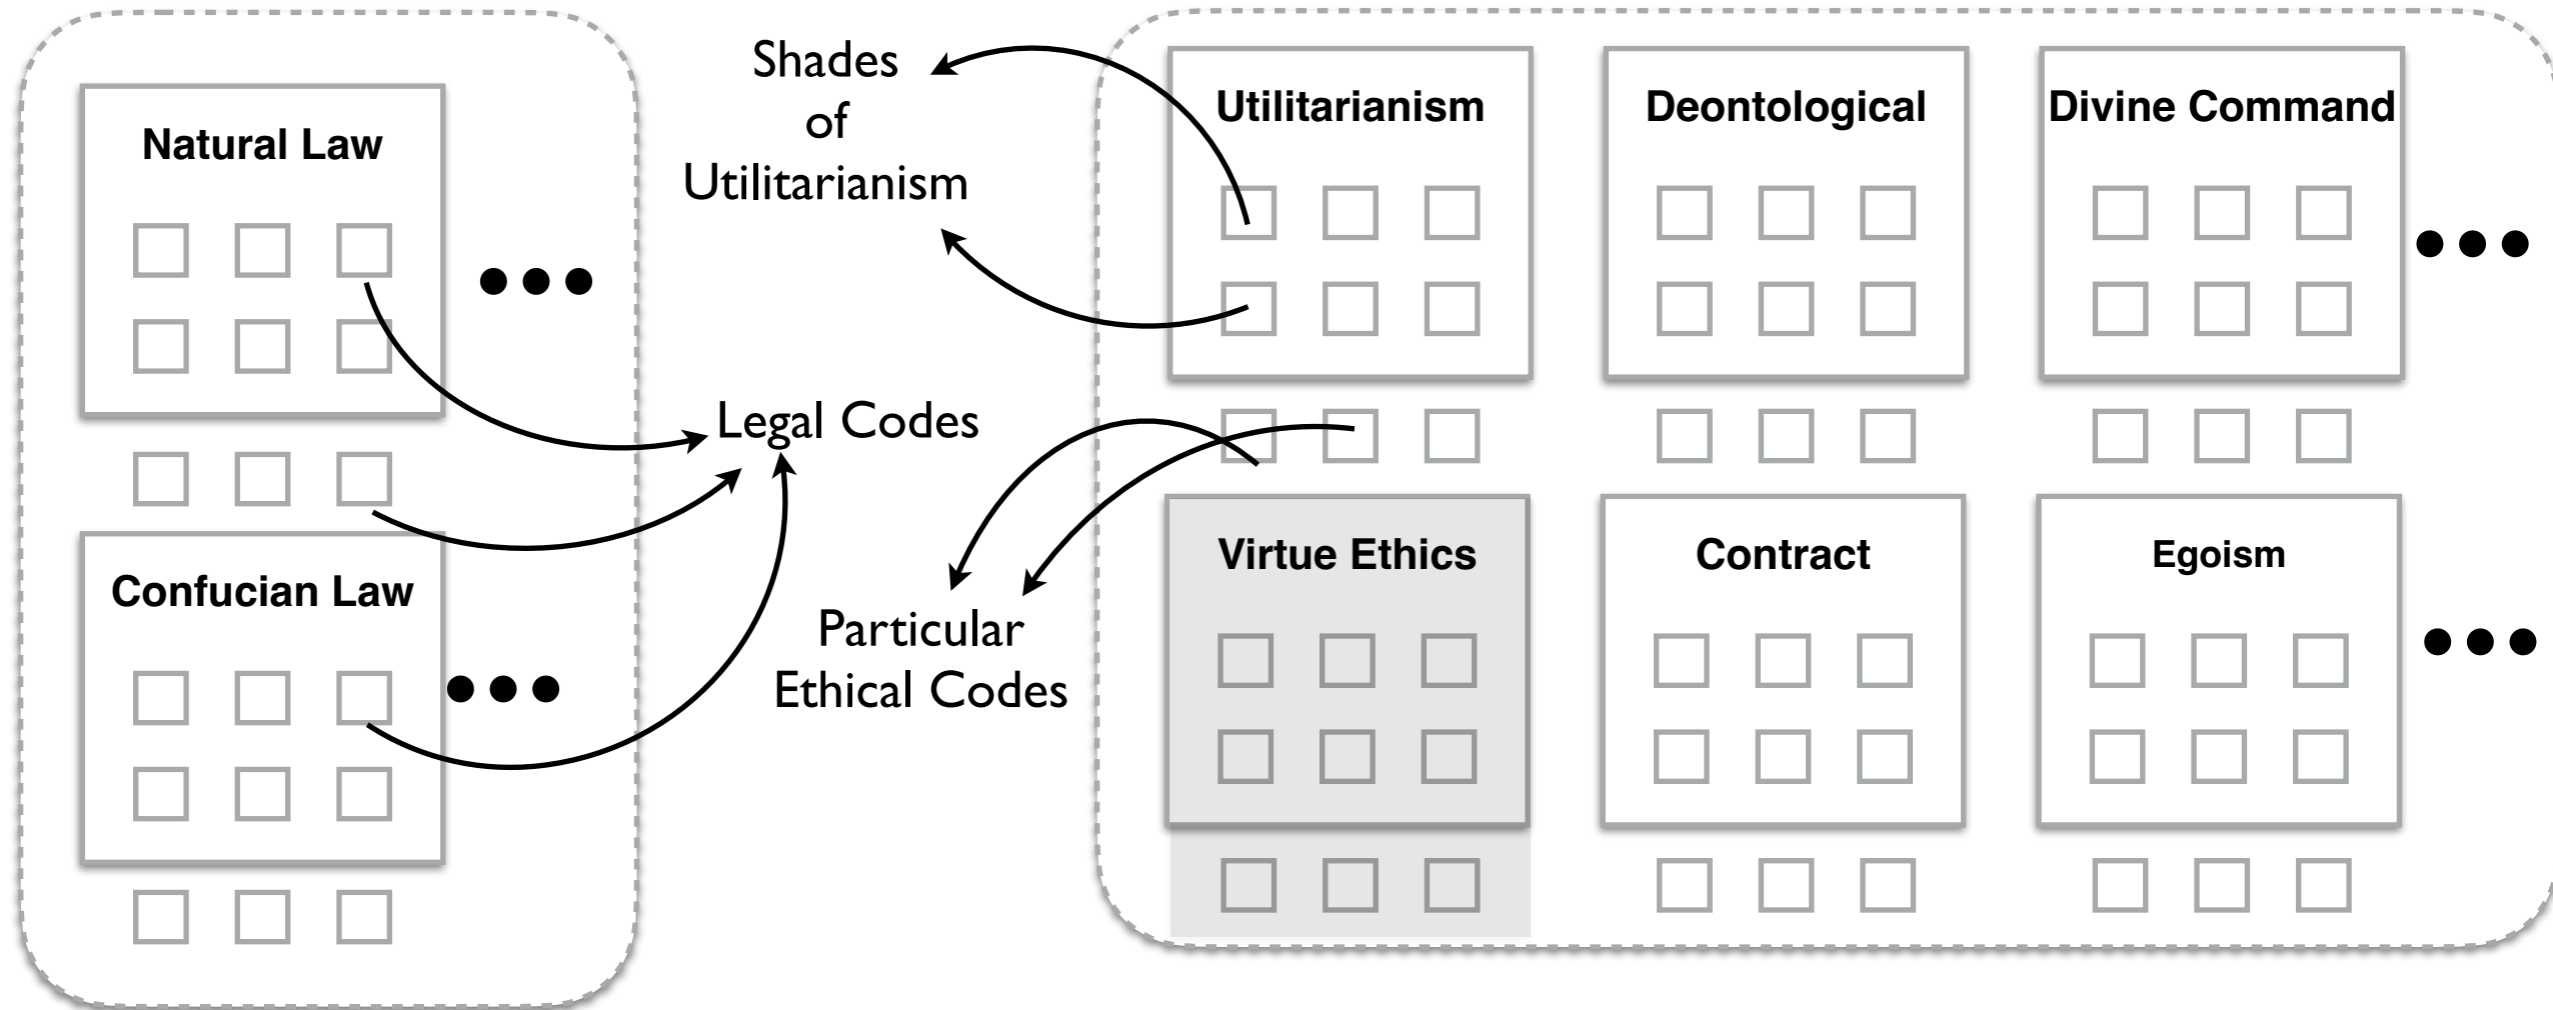 Natural Law
Confucian Law
Shades
of
Utilitarianism
Legal Codes
Particular
Ethical Codes
Utilitarianism
Deontological
Divine Command
Virtue Ethics
Contract
Egoism